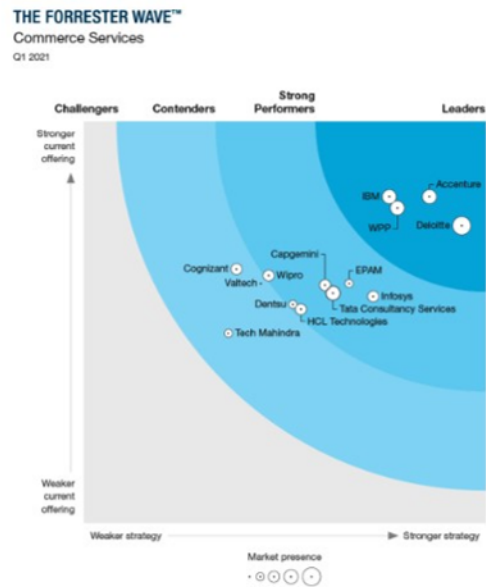 THE FORRESTER WAVE™
Commerce Services
Q1 2021
Challengers Contenders Strong Performers Leaders
Stronger
current
offering
Accenture
IBM
WPP
Deloitte
Capgemini
Cognizant
Wipro
EPAM
Valtech
Infosys
Dentsu
Tata Consultancy Services
HCL Technologies
Tech Mahindra
Weaker
current
offering
Weaker strategy
Stronger strategy
Market presence